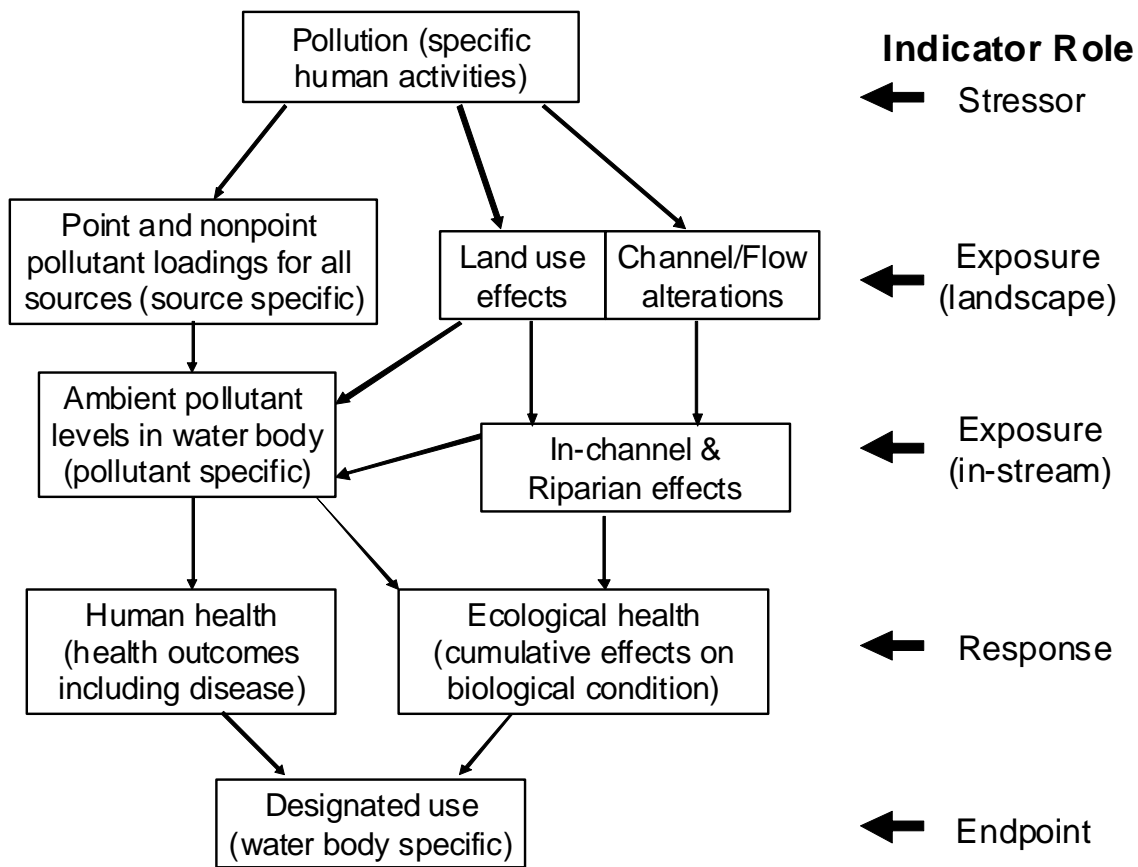 Pollution (specific
human activities)
Indicator Role
Stressor
Point and nonpoint
pollutant loadings for all
sources (source specific)
Land use
effects
Channel/Flow
alterations
Exposure
(landscape)
Ambient pollutant
levels in water body
(pollutant specific)
In-channel &
Riparian effects
Exposure
(in-stream)
Human health
(health outcomes
including disease)
Ecological health
(cumulative effects on
biological condition)
Response
Designated use
(water body specific)
Endpoint